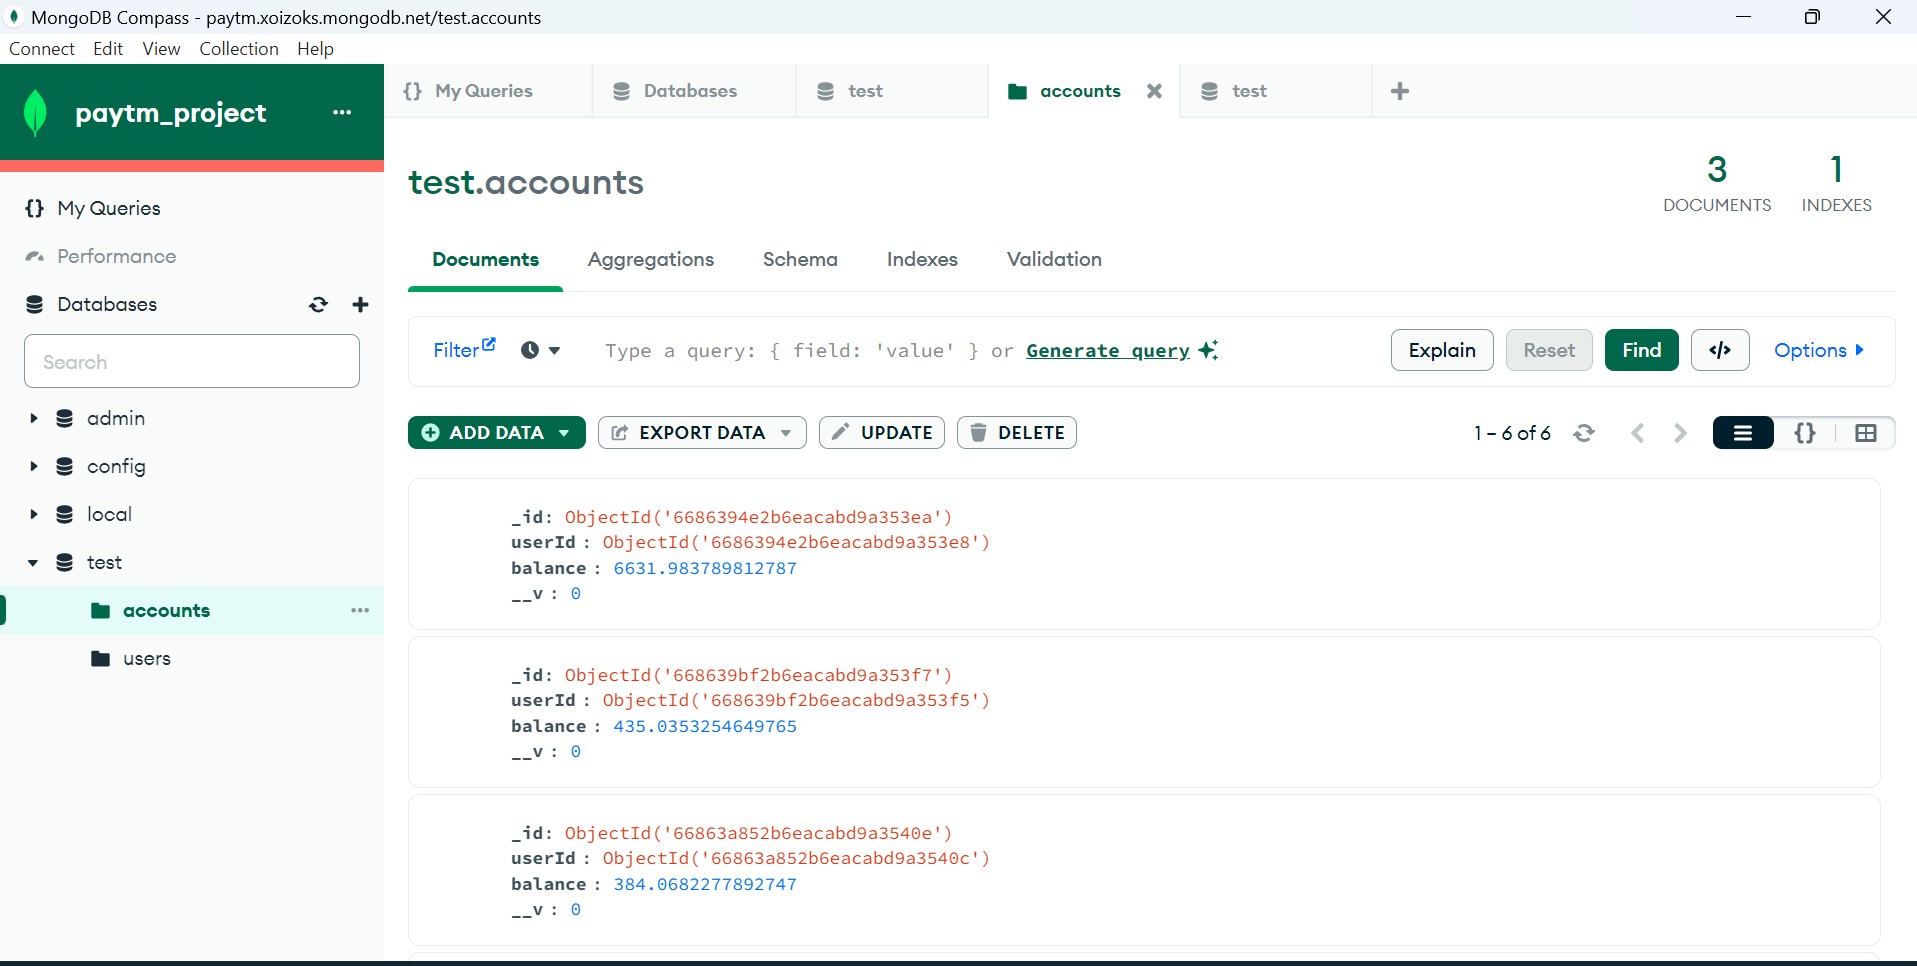 MongoDB Compass - paytm.xoizoks.mongodb.net/test.accounts
Connect Edit View Collection Help
paytm_project ...
{} My Queries
Performance
Databases
Search
admin
config
local
test
accounts ...
users
{} My Queries Databases test accounts test
test.accounts
3 DOCUMENTS
1 INDEXES
Documents Aggregations Schema Indexes Validation
Filter Type a query: { field: 'value' } or Generate query Explain Reset Find </> Options
ADD DATA EXPORT DATA UPDATE DELETE 1 – 6 of 6 {}
_id: ObjectId('6686394e2b6eacabd9a353ea')
userId : ObjectId('6686394e2b6eacabd9a353e8')
balance : 6631.983789812787
__v : 0
_id: ObjectId('668639bf2b6eacabd9a353f7')
userId : ObjectId('668639bf2b6eacabd9a353f5')
balance : 435.0353254649765
__v : 0
_id: ObjectId('66863a852b6eacabd9a3540e')
userId : ObjectId('66863a852b6eacabd9a3540c')
balance : 384.0682277892747
__v : 0